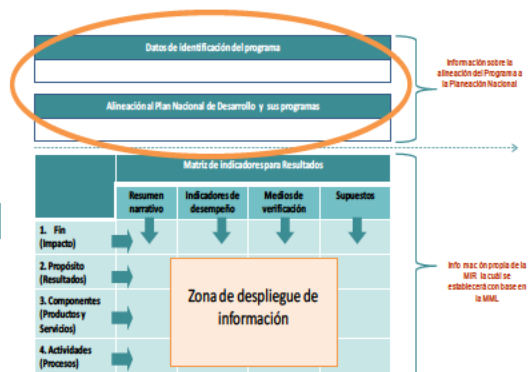 Datos de identificación del programa
Información sobre la
alineación del Programa a
la Planeación Nacional
Alineación al Plan Nacional de Desarrollo y sus programas
Matriz de indicadores para Resultados
Resumen
narrativo
Indicadores de
desempeño
Medios de
verificación
Supuestos
1. Fin
(Impacto)
2. Propósito
(Resultados)
3. Componentes
(Productos y
Servicios)
4. Actividades
(Procesos)
Zona de despliegue de
información
Info mac ón propia de la
MIR la cuál se
establecerá con base en
la MML